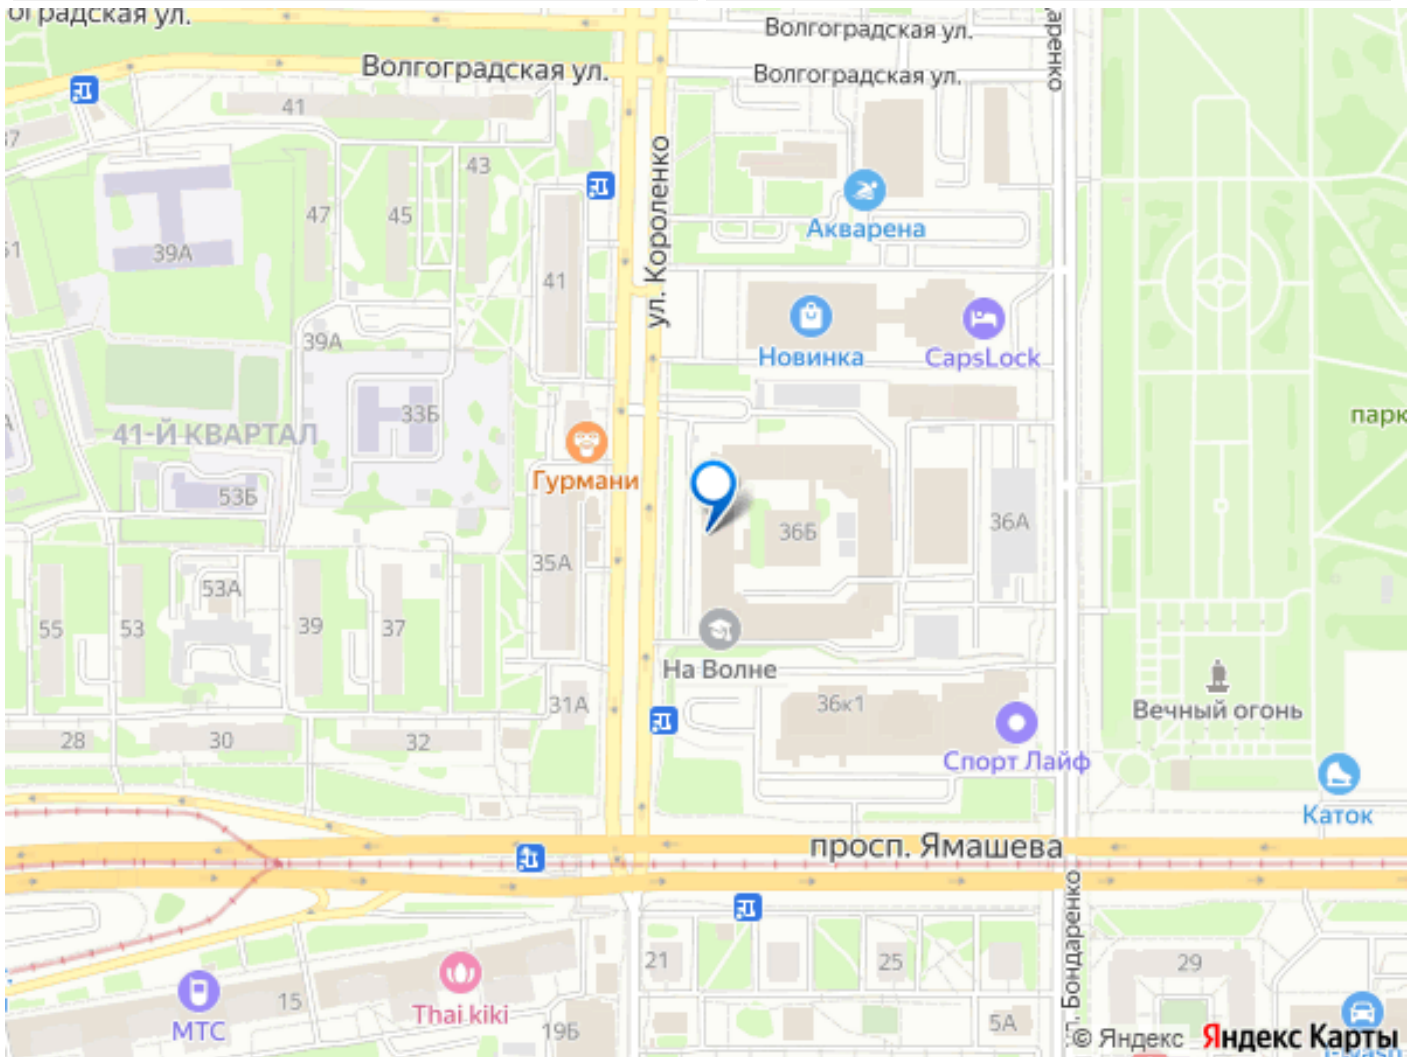 Волгоградская ул.
Волгоградская ул.
Волгоградская ул.
41
43
47
45
39А
ул. Короленко
Акварена
41
39А
Новинка
CapsLock
33Б
41-Й КВАРТАЛ
парк
Гурмани
53Б
36А
36Б
35А
53А
55
53
39
37
На Волне
31А
36к1
Вечный огонь
28
30
32
Спорт Лайф
Каток
просп. Ямашева
Бондаренко
21
25
29
15
МТС
Thai kiki
19Б
5А
© Яндекс Яндекс Карты